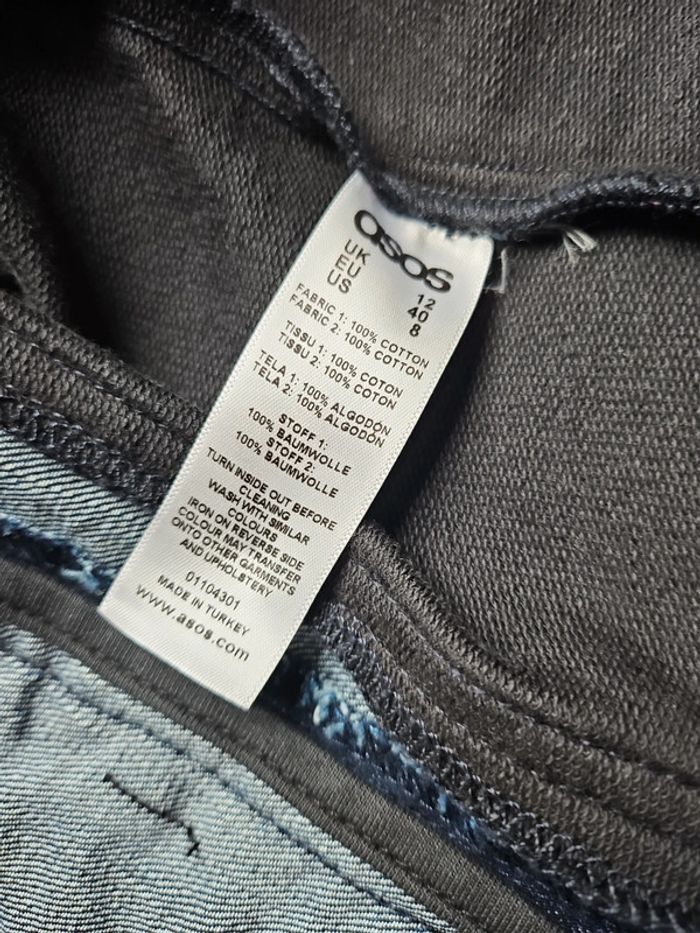 asos
UK 12
EU 40
US 8
FABRIC 1: 100% COTTON
FABRIC 2: 100% COTTON
TISSU 1: 100% COTON
TISSU 2: 100% COTON
TELA 1: 100% ALGODÓN
TELA 2: 100% ALGODÓN
STOFF 1:
100% BAUMWOLLE
STOFF 2:
100% BAUMWOLLE
TURN INSIDE OUT BEFORE
CLEANING
WASH WITH SIMILAR
COLOURS
IRON ON REVERSE SIDE
COLOUR MAY TRANSFER
ONTO OTHER GARMENTS
AND UPHOLSTERY
01104301
MADE IN TURKEY
www.asos.com